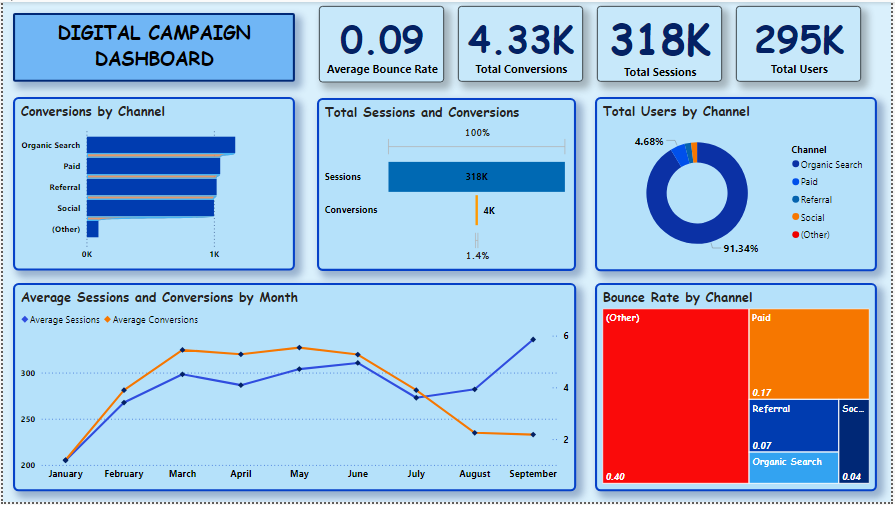 DIGITAL CAMPAIGN
DASHBOARD
0.09
Average Bounce Rate
4.33K
Total Conversions
318K
Total Sessions
295K
Total Users
Conversions by Channel
Organic Search
Paid
Referral
Social
(Other)
0K 1K
Total Sessions and Conversions
100%
Sessions 318K
Conversions 4K
1.4%
Total Users by Channel
4.68%
91.34%
Channel
Organic Search
Paid
Referral
Social
(Other)
Average Sessions and Conversions by Month
Average Sessions Average Conversions
300
250
200
6
4
2
January February March April May June July August September
Bounce Rate by Channel
(Other)
0.40
Paid
0.17
Referral
0.07
Soc...
0.04
Organic Search